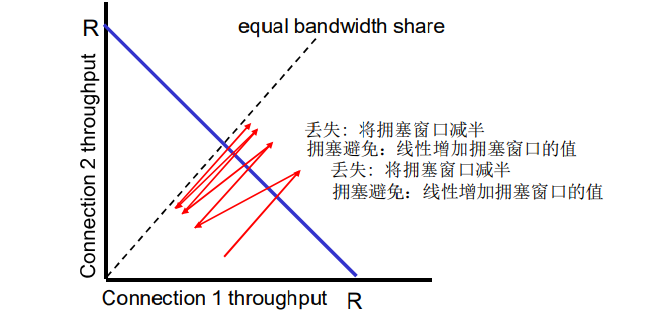 equal bandwidth share
R
Connection 2 throughput
丢失: 将拥塞窗口减半
拥塞避免: 线性增加拥塞窗口的值
丢失: 将拥塞窗口减半
拥塞避免: 线性增加拥塞窗口的值
Connection 1 throughput
R